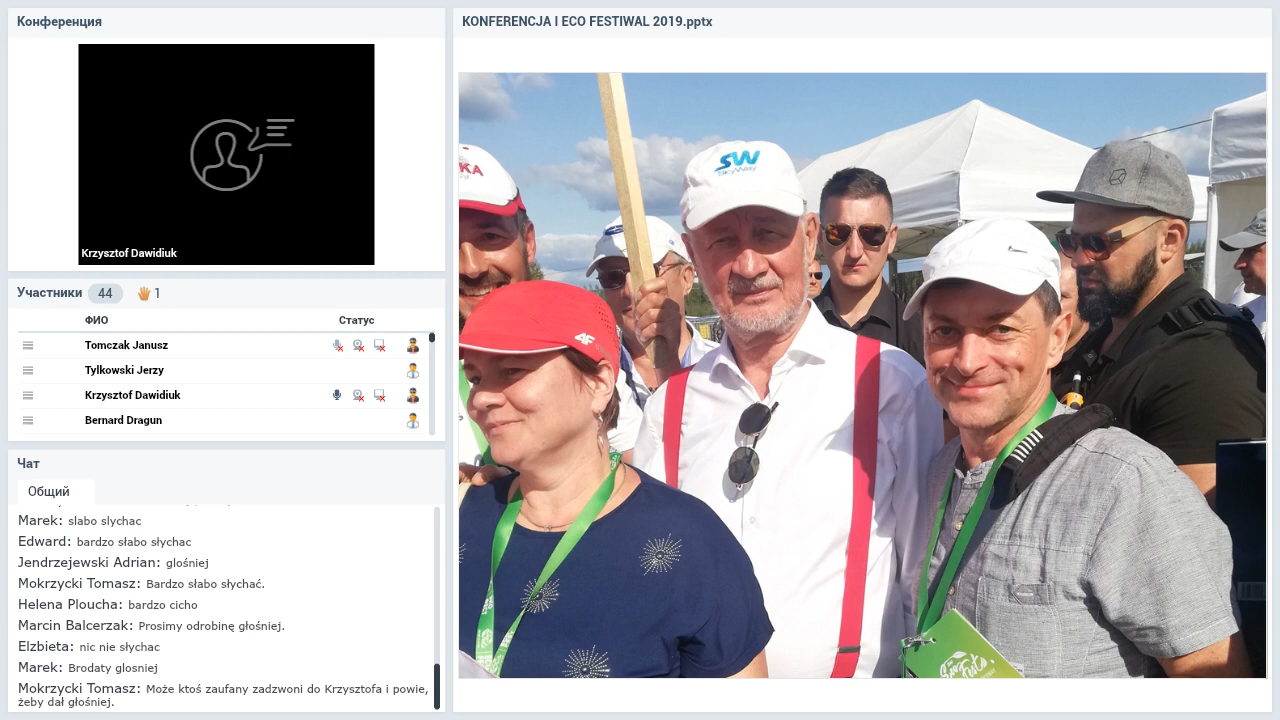 Конференция
Krzysztof Dawidiuk
Участники 44 1
ФИО Статус
Tomczak Janusz
Tylkowski Jerzy
Krzysztof Dawidiuk
Bernard Dragun
Чат
Общий
Marek: slabo slychac
Edward: bardzo słabo słychac
Jendrzejewski Adrian: glośniej
Mokrzycki Tomasz: Bardzo słabo słychać.
Helena Ploucha: bardzo cicho
Marcin Balcerzak: Prosimy odrobinę głośniej.
Elzbieta: nic nie słychac
Marek: Brodaty glosniej
Mokrzycki Tomasz: Może ktoś zaufany zadzwoni do Krzysztofa i powie,
żeby dał głośniej.
KONFERENCJA I ECO FESTIWAL 2019.pptx
SW
SkyWay
4F